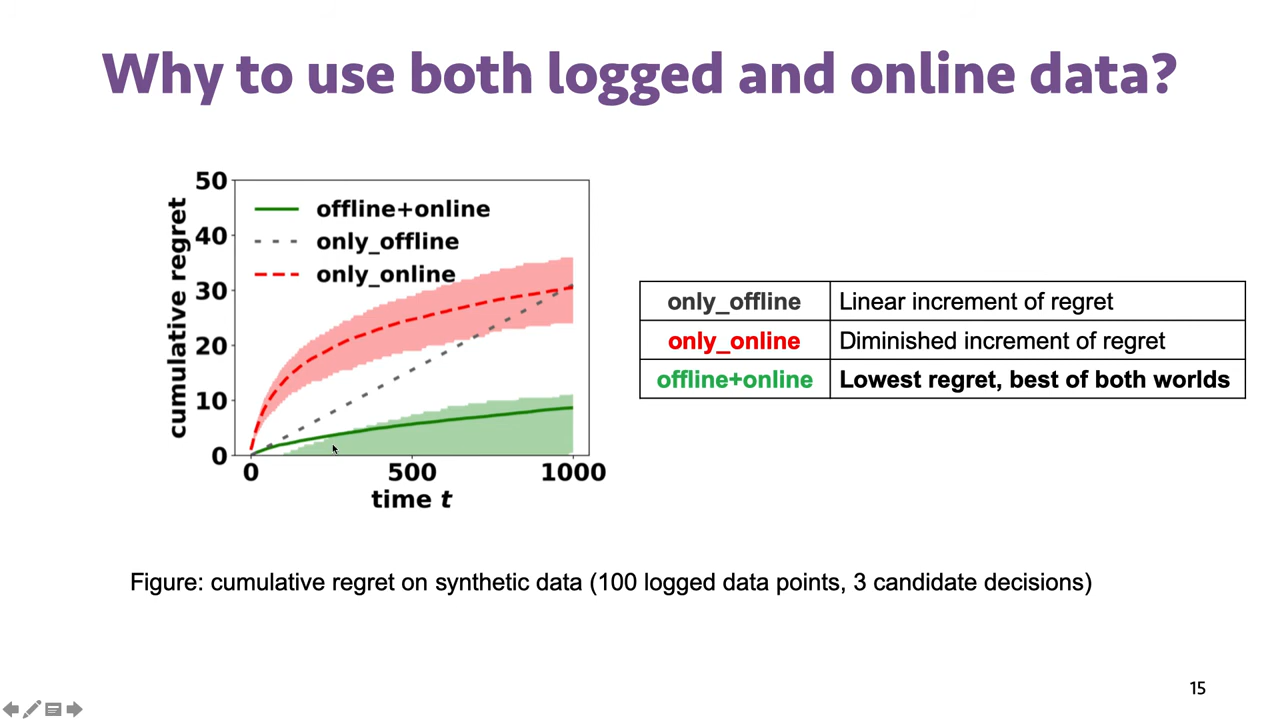 Why to use both logged and online data?
50
40
30
20
10
0
cumulative regret
offline+online
only_offline
only_online
0 500 1000
time t
only_offline Linear increment of regret
only_online Diminished increment of regret
offline+online Lowest regret, best of both worlds
Figure: cumulative regret on synthetic data (100 logged data points, 3 candidate decisions)
15